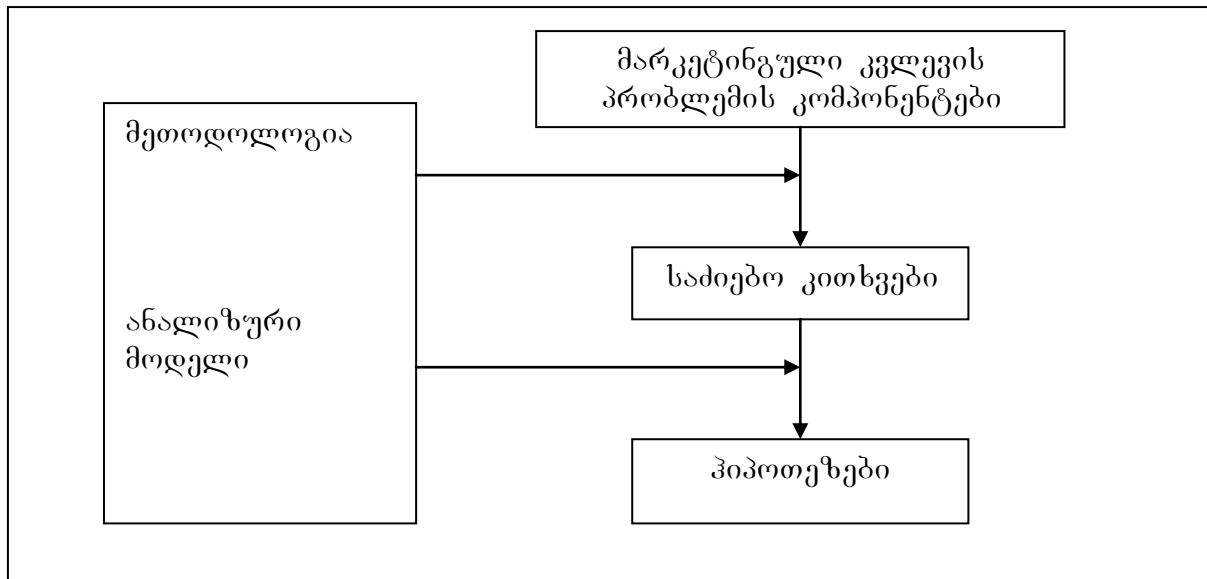 მარკეტინგული კვლევის
პრობლემის კომპონენტები
მეთოდოლოგია
საძიებო კითხვები
ანალიზური
მოდელი
ჰიპოთეზები